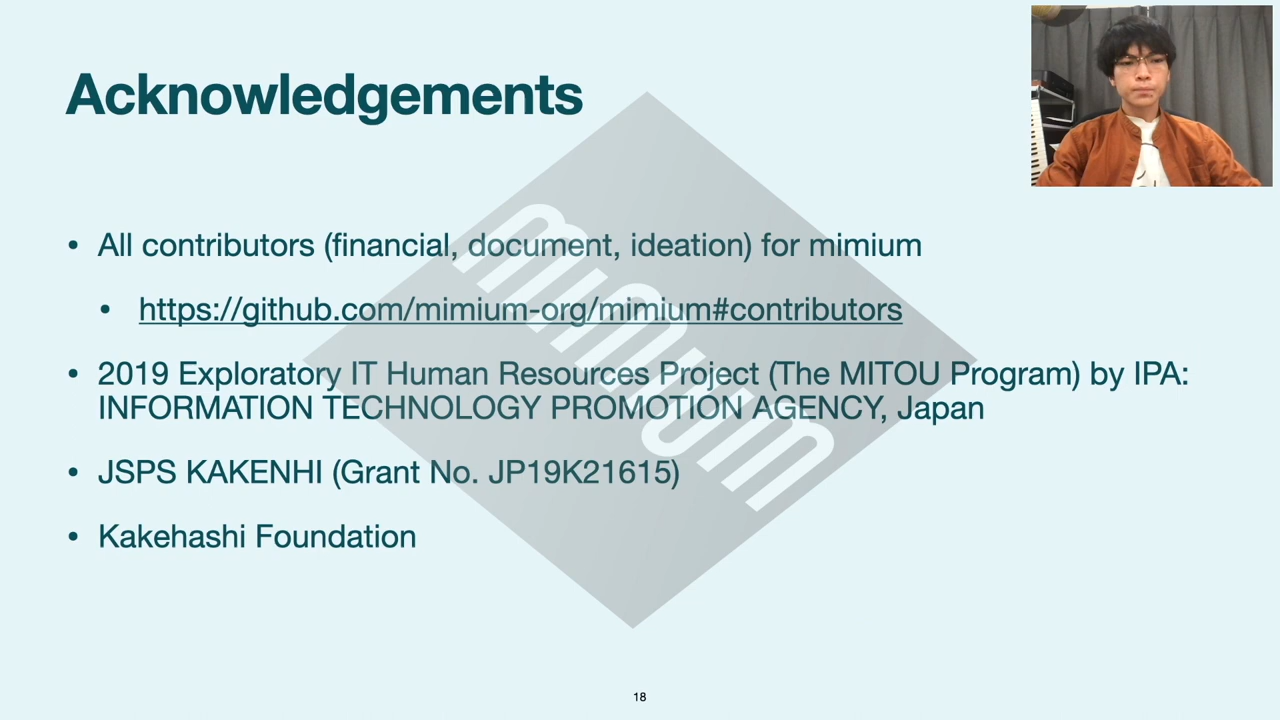 Acknowledgements
• All contributors (financial, document, ideation) for mimium
• https://github.com/mimium-org/mimium#contributors
• 2019 Exploratory IT Human Resources Project (The MITOU Program) by IPA:
INFORMATION TECHNOLOGY PROMOTION AGENCY, Japan
• JSPS KAKENHI (Grant No. JP19K21615)
• Kakehashi Foundation
mimium
18